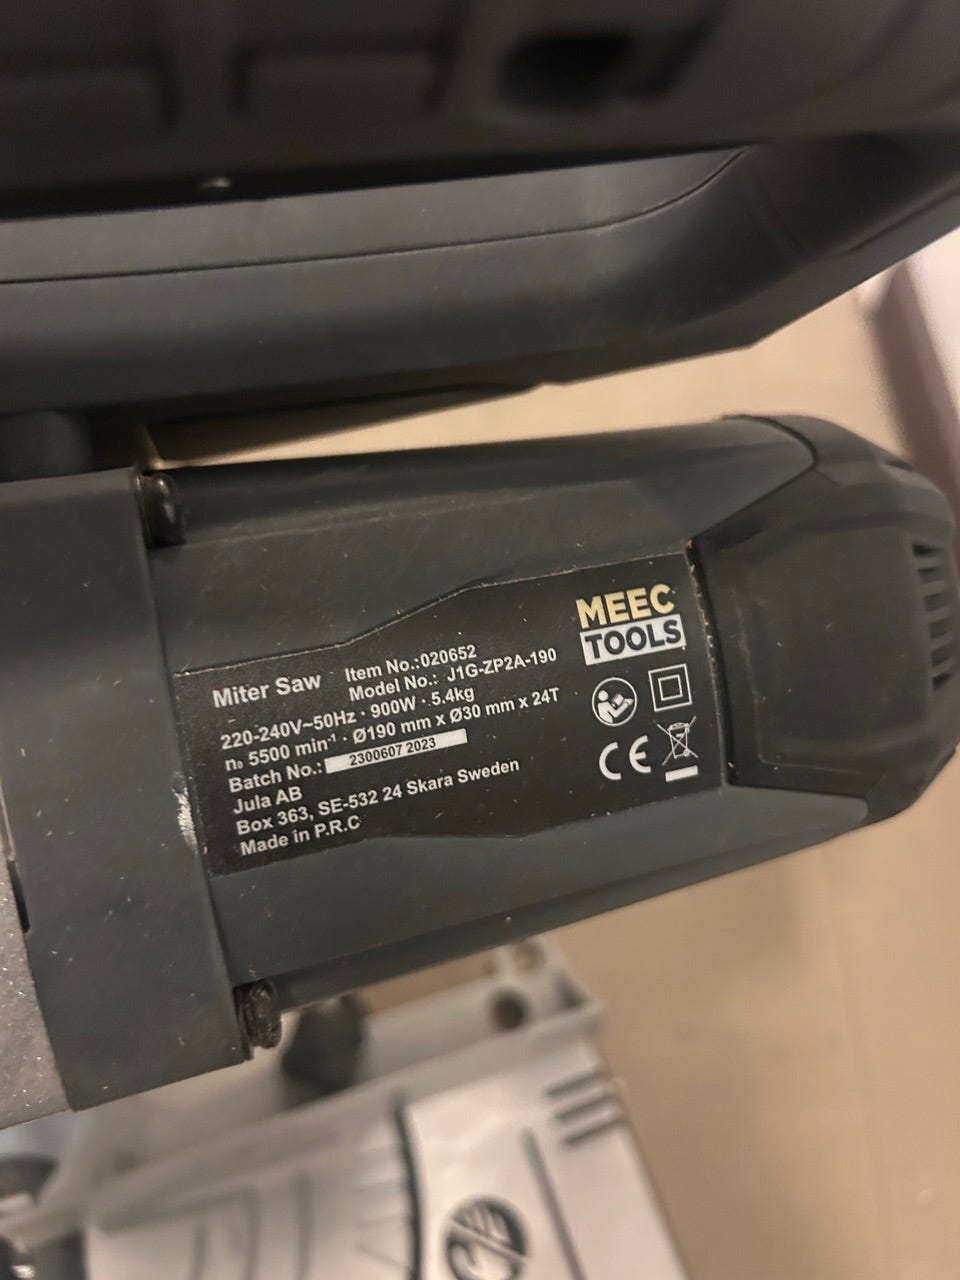 MEEC
TOOLS
Miter Saw
Item No.:020652
Model No.: J1G-ZP2A-190
220-240V~50Hz · 900W · 5.4kg
n₀ 5500 min⁻¹ · Ø190 mm x Ø30 mm x 24T
Batch No.: 2300607 2023
Jula AB
Box 363, SE-532 24 Skara Sweden
Made in P.R.C
CE